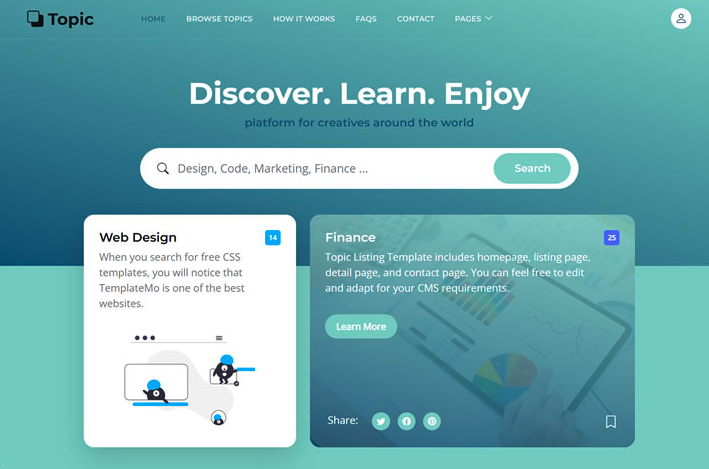 Topic
HOME
BROWSE TOPICS
HOW IT WORKS
FAQS
CONTACT
PAGES
Discover. Learn. Enjoy
platform for creatives around the world
Design, Code, Marketing, Finance ...
Search
Web Design
14
When you search for free CSS
templates, you will notice that
TemplateMo is one of the best
websites.
Finance
25
Topic Listing Template includes homepage, listing page,
detail page, and contact page. You can feel free to edit
and adapt for your CMS requirements.
Learn More
Share: